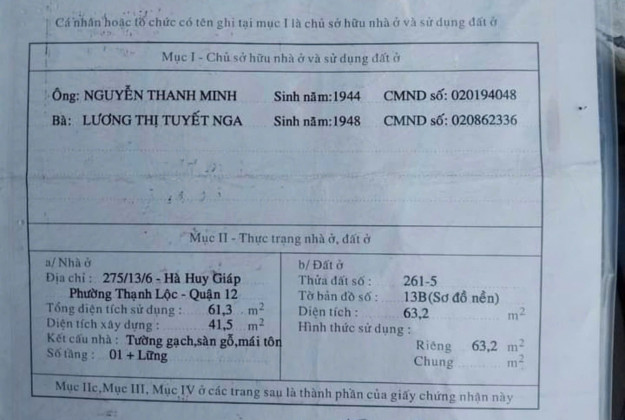 Cá nhân hoặc tổ chức có tên ghi tại mục I là chủ sở hữu nhà ở và sử dụng đất ở
Mục I - Chủ sở hữu nhà ở và sử dụng đất ở
Ông: NGUYỄN THANH MINH Sinh năm:1944 CMND số: 020194048
Bà: LƯƠNG THỊ TUYẾT NGA Sinh năm:1948 CMND số: 020862336
Mục II - Thực trạng nhà ở, đất ở
a/ Nhà ở
Địa chỉ : 275/13/6 - Hà Huy Giáp
Phường Thạnh Lộc - Quận 12
Tổng diện tích sử dụng : 61,3 m²
Diện tích xây dựng : 41,5 m²
Kết cấu nhà : Tường gạch,sàn gỗ,mái tôn
Số tầng : 01 + Lững
b/ Đất ở
Thửa đất số : 261-5
Tờ bản đồ số : 13B(Sơ đồ nền)
Diện tích : 63,2 m²
Hình thức sử dụng :
Riêng 63,2 m²
Chung m²
Mục IIc,Mục III, Mục IV ở các trang sau là thành phần của giấy chứng nhận này